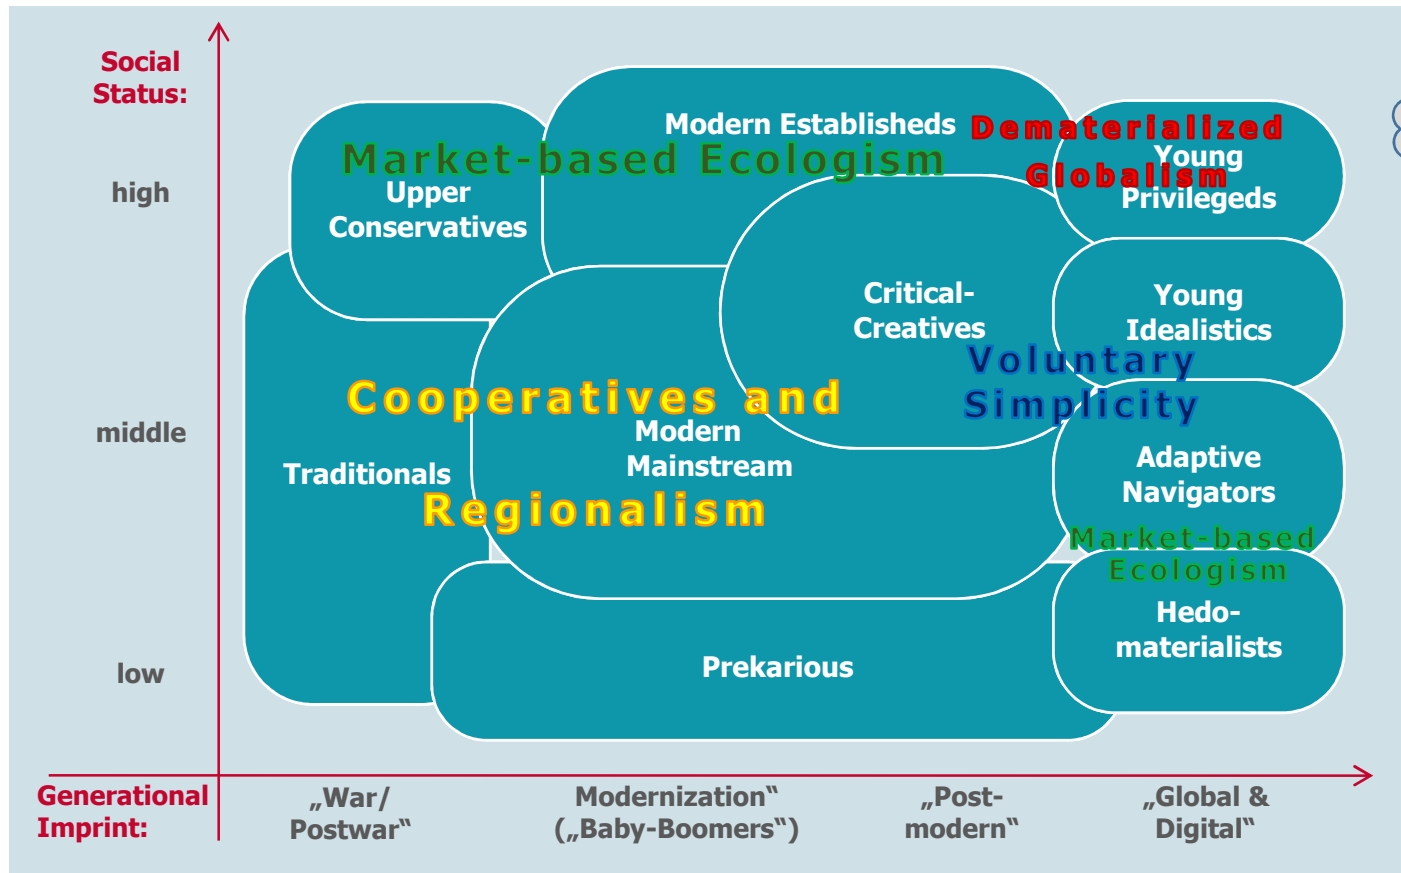 Social
Status:
high
middle
low
Modern Establisheds
Dematerialized
Globalism
Market-based Ecologism
Upper
Conservatives
Young
Privilegeds
Critical-
Creatives
Young
Idealistics
Voluntary
Simplicity
Cooperatives and
Regionalism
Modern
Mainstream
Traditionals
Adaptive
Navigators
Market-based
Ecologism
Hedo-
materialists
Prekarious
Generational
Imprint:
„War/
Postwar“
Modernization“
(„Baby-Boomers“)
„Post-
modern“
„Global &
Digital“